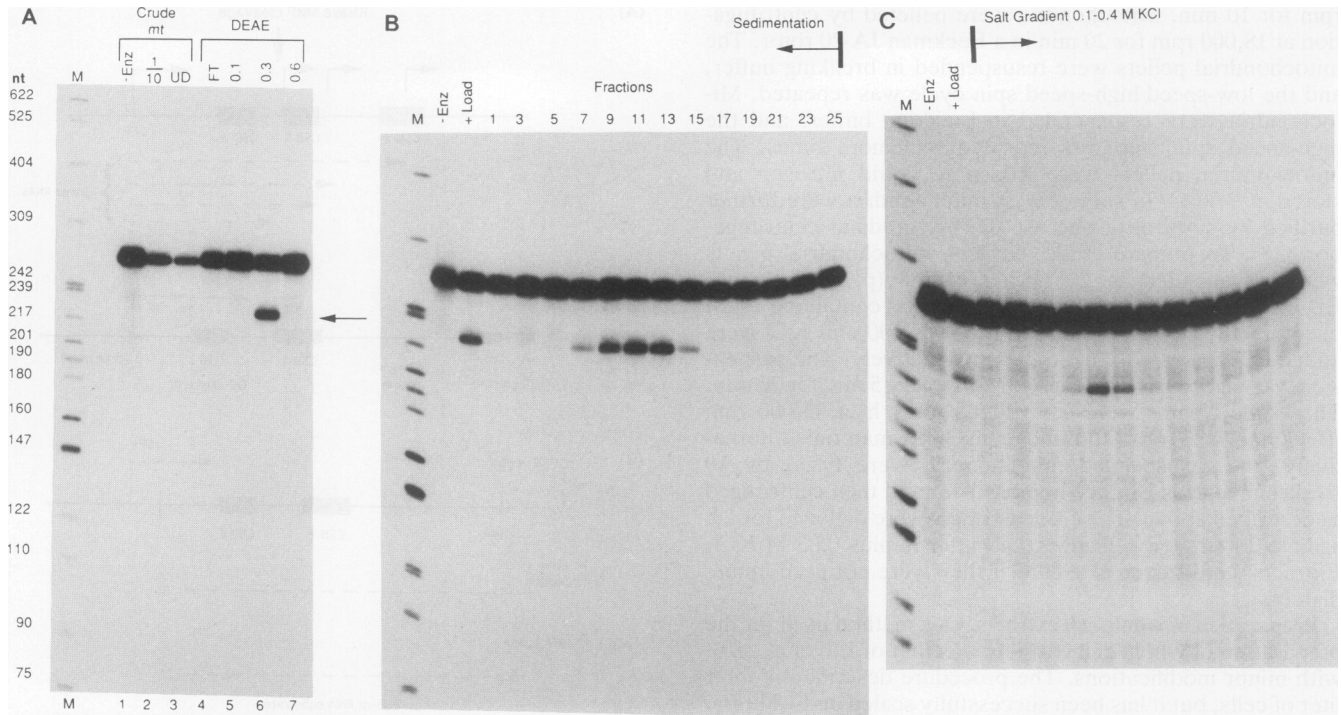 A
Crude
mt
DEAE
nt
M
- Enz
1/10
UD
FT
0.1
0.3
0.6
622
525
404
309
242
239
217
201
190
180
160
147
122
110
90
75
M 1 2 3 4 5 6 7
B
Sedimentation
Fractions
M - Enz + Load 1 3 5 7 9 11 13 15 17 19 21 23 25
C
Salt Gradient 0.1-0.4 M KCl
M - Enz + Load